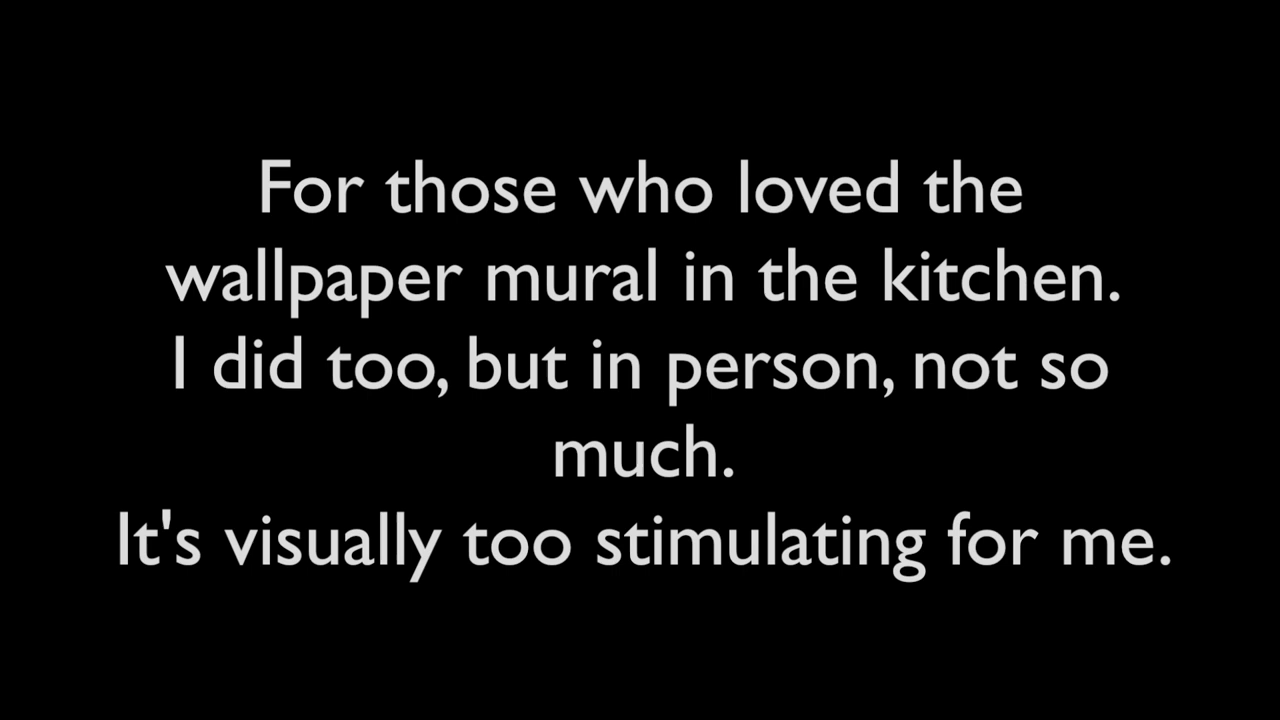 For those who loved the
wallpaper mural in the kitchen.
I did too, but in person, not so
much.
It's visually too stimulating for me.